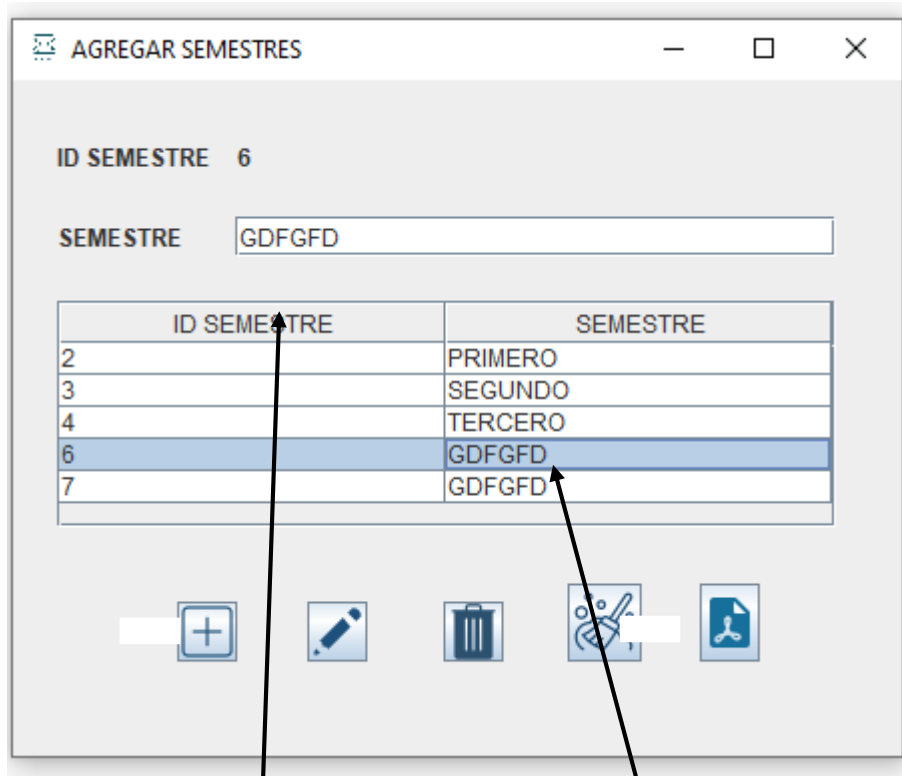 AGREGAR SEMESTRES
ID SEMESTRE 6
SEMESTRE GDFGFD
ID SEMESTRE SEMESTRE
2 PRIMERO
3 SEGUNDO
4 TERCERO
6 GDFGFD
7 GDFGFD